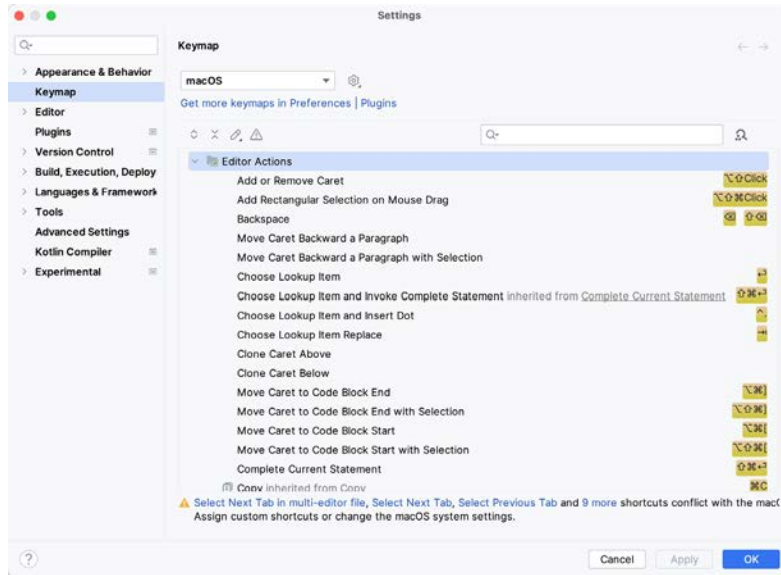 Settings
Keymap
Appearance & Behavior
Keymap
Editor
Plugins
Version Control
Build, Execution, Deploy
Languages & Framework
Tools
Advanced Settings
Kotlin Compiler
Experimental
macOS
Get more keymaps in Preferences | Plugins
Editor Actions
Add or Remove Caret ⌥⇧Click
Add Rectangular Selection on Mouse Drag ⌥⇧⌘Click
Backspace ⌫ ⇧⌫
Move Caret Backward a Paragraph
Move Caret Backward a Paragraph with Selection
Choose Lookup Item ⏎
Choose Lookup Item and Invoke Complete Statement inherited from Complete Current Statement ⇧⌘⏎
Choose Lookup Item and Insert Dot ^.
Choose Lookup Item Replace ⇥
Clone Caret Above
Clone Caret Below
Move Caret to Code Block End ⌥⌘]
Move Caret to Code Block End with Selection ⌥⇧⌘]
Move Caret to Code Block Start ⌥⌘[
Move Caret to Code Block Start with Selection ⌥⇧⌘[
Complete Current Statement ⇧⌘⏎
Copy inherited from Copy ⌘C
Select Next Tab in multi-editor file, Select Next Tab, Select Previous Tab and 9 more shortcuts conflict with the mac
Assign custom shortcuts or change the macOS system settings.
?
Cancel Apply OK